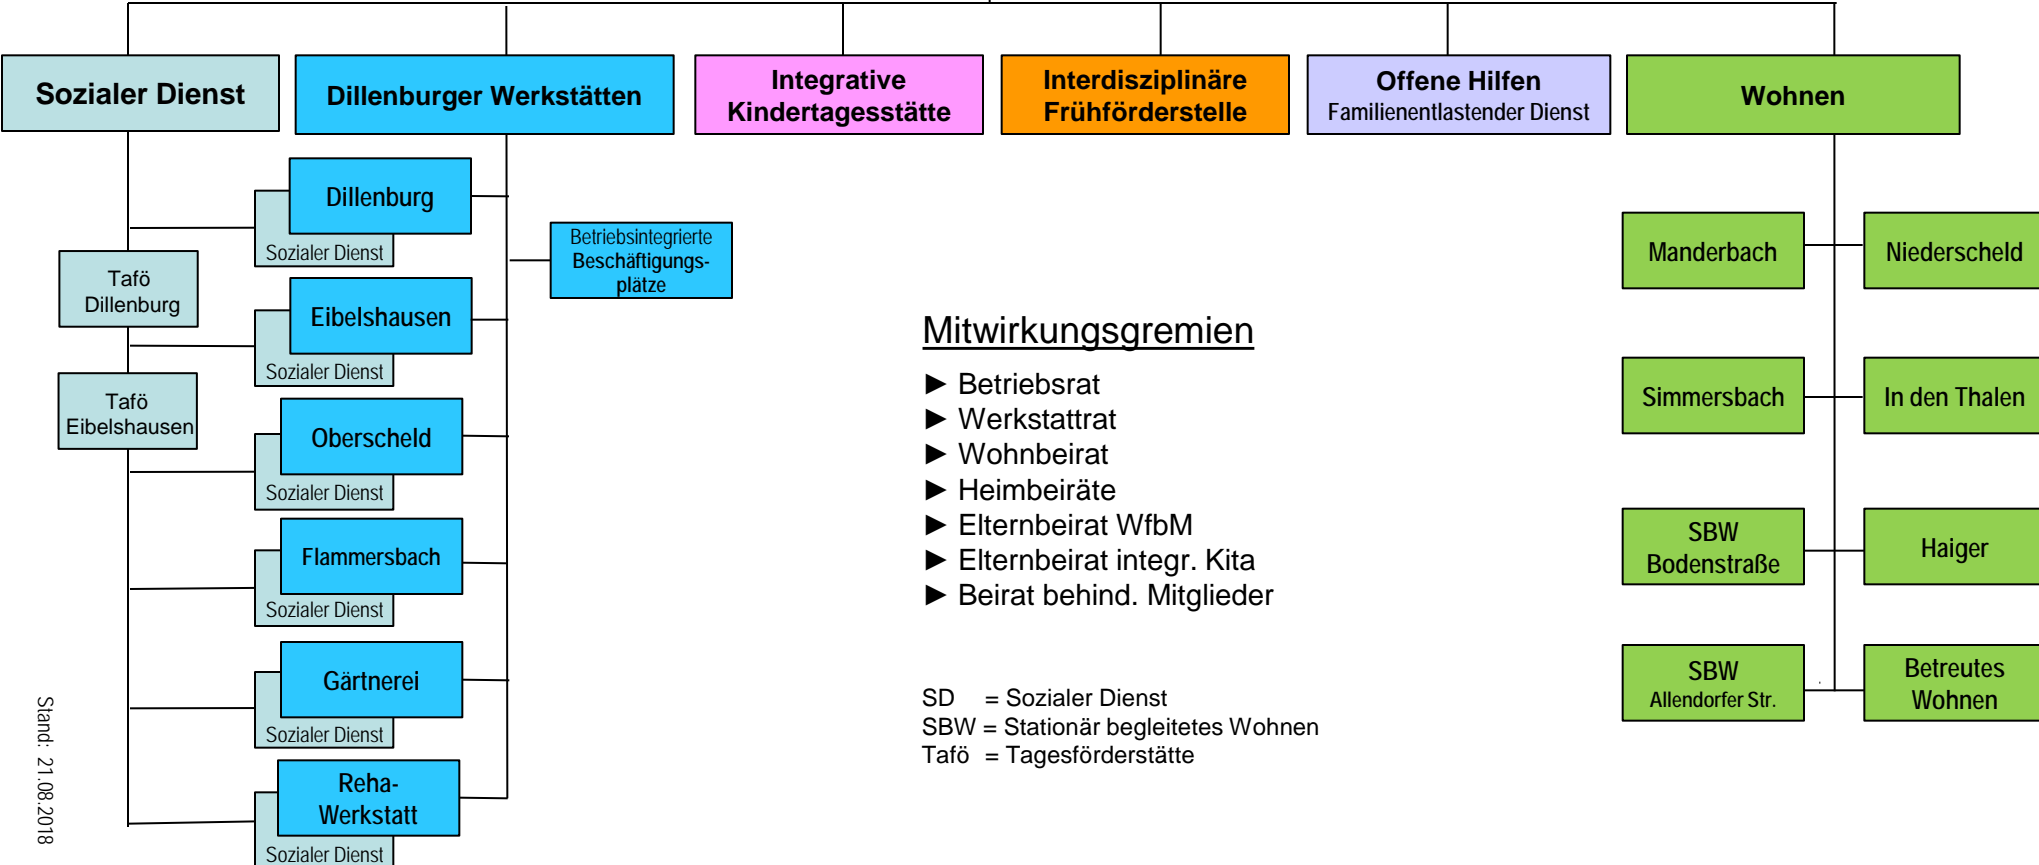 Sozialer Dienst
Dillenburger Werkstätten
Integrative
Kindertagesstätte
Interdisziplinäre
Frühförderstelle
Offene Hilfen
Familienentlastender Dienst
Wohnen
Dillenburg
Sozialer Dienst
Betriebsintegrierte
Beschäftigungs-
plätze
Tafö
Dillenburg
Eibelshausen
Sozialer Dienst
Tafö
Eibelshausen
Oberscheld
Sozialer Dienst
Flammersbach
Sozialer Dienst
Gärtnerei
Sozialer Dienst
Reha-
Werkstatt
Sozialer Dienst
Mitwirkungsgremien
► Betriebsrat
► Werkstattrat
► Wohnbeirat
► Heimbeiräte
► Elternbeirat WfbM
► Elternbeirat integr. Kita
► Beirat behind. Mitglieder
SD = Sozialer Dienst
SBW = Stationär begleitetes Wohnen
Tafö = Tagesförderstätte
Manderbach
Niederscheld
Simmersbach
In den Thalen
SBW
Bodenstraße
Haiger
SBW
Allendorfer Str.
Betreutes
Wohnen
Stand: 21.08.2018